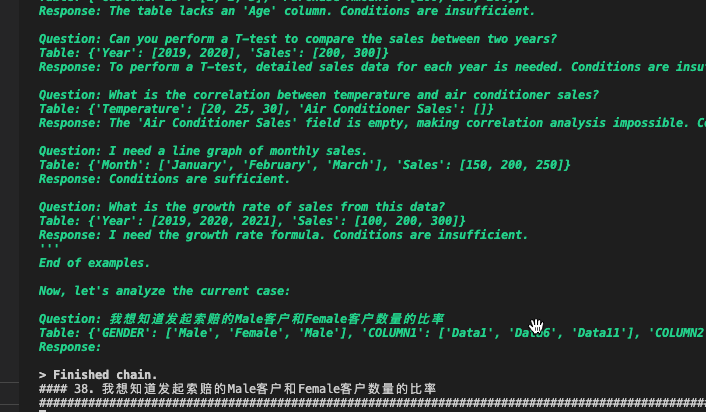 Response: The table lacks an 'Age' column. Conditions are insufficient.
Question: Can you perform a T-test to compare the sales between two years?
Table: {'Year': [2019, 2020], 'Sales': [200, 300]}
Response: To perform a T-test, detailed sales data for each year is needed. Conditions are
Question: What is the correlation between temperature and air conditioner sales?
Table: {'Temperature': [20, 25, 30], 'Air Conditioner Sales': []}
Response: The 'Air Conditioner Sales' field is empty, making correlation analysis impossible.
Question: I need a line graph of monthly sales.
Table: {'Month': ['January', 'February', 'March'], 'Sales': [150, 200, 250]}
Response: Conditions are sufficient.
Question: What is the growth rate of sales from this data?
Table: {'Year': [2019, 2020, 2021], 'Sales': [100, 200, 300]}
Response: I need the growth rate formula. Conditions are insufficient.
'''
End of examples.
Now, let's analyze the current case:
Question: 我想知道发起索赔的Male客户和Female客户数量的比率
Table: {'GENDER': ['Male', 'Female', 'Male'], 'COLUMN1': ['Data1', 'Data11'], 'COLUMN2
Response:
> Finished chain.
#### 38. 我想知道发起索赔的Male客户和Female客户数量的比率